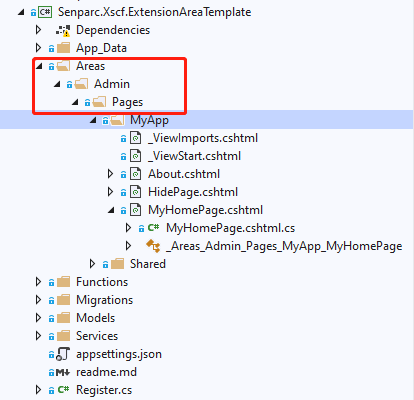 Senparc.Xscf.ExtensionAreaTemplate
Dependencies
App_Data
Areas
Admin
Pages
MyApp
_ViewImports.cshtml
_ViewStart.cshtml
About.cshtml
HidePage.cshtml
MyHomePage.cshtml
C# MyHomePage.cshtml.cs
_Areas_Admin_Pages_MyApp_MyHomePage
Shared
Functions
Migrations
Models
Services
appsettings.json
readme.md
C# Register.cs